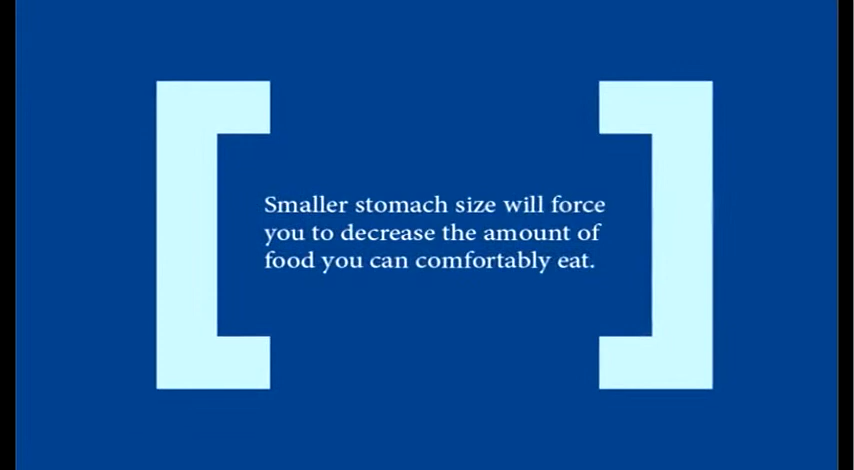 Smaller stomach size will force
you to decrease the amount of
food you can comfortably eat.